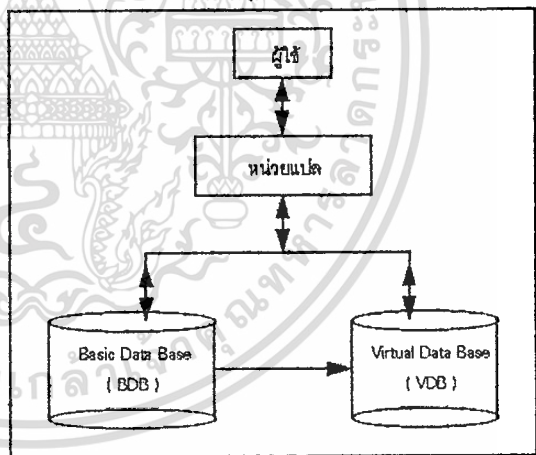 ผู้ใช้
หน่วยแปล
Basic Data Base
( BDB )
Virtual Data Base
( VDB )